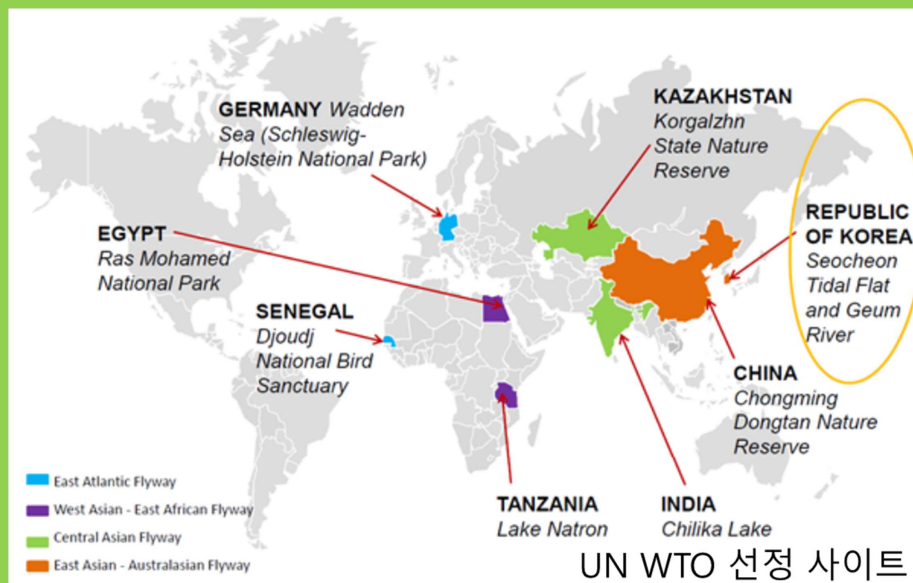 GERMANY Wadden
Sea (Schleswig-
Holstein National Park)
KAZAKHSTAN
Korgalzhn
State Nature
Reserve
EGYPT
Ras Mohamed
National Park
REPUBLIC
OF KOREA
Seocheon
Tidal Flat
and Geum
River
SENEGAL
Djoudj
National Bird
Sanctuary
CHINA
Chongming
Dongtan Nature
Reserve
TANZANIA
Lake Natron
INDIA
Chilika Lake
East Atlantic Flyway
West Asian - East African Flyway
Central Asian Flyway
East Asian - Australasian Flyway
UN WTO 선정 사이트